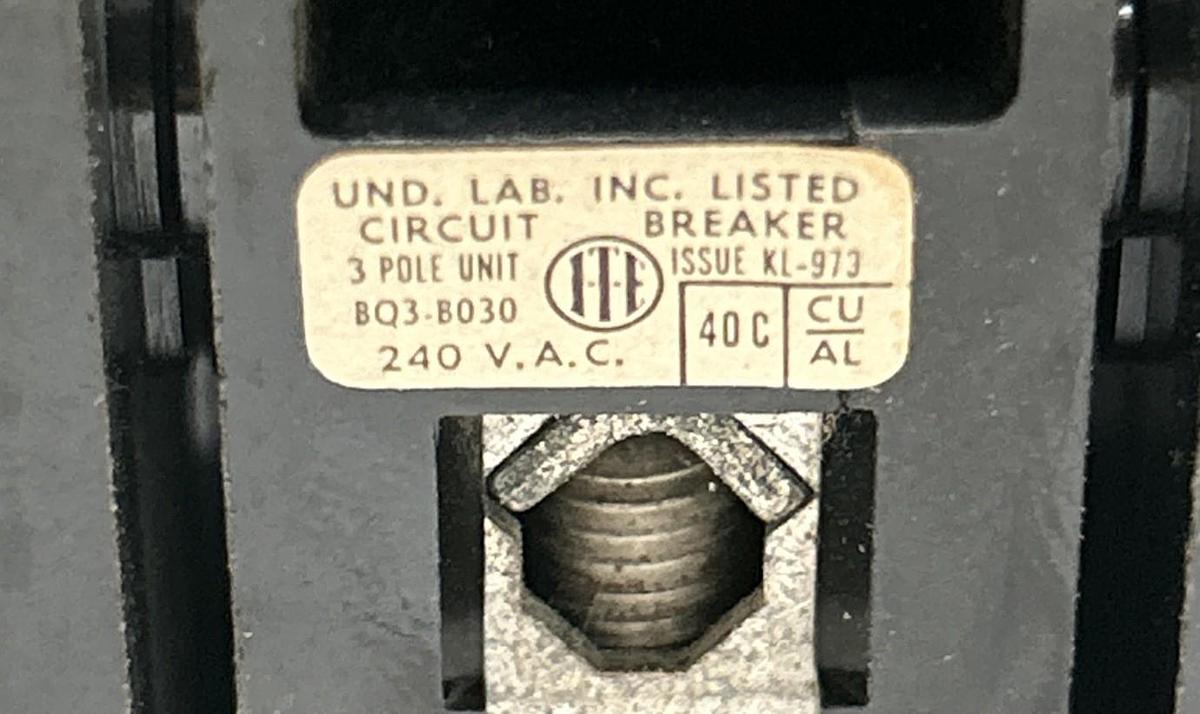 UND. LAB. INC. LISTED
CIRCUIT BREAKER
3 POLE UNIT
I-T-E
ISSUE KL-973
BQ3-B030
40 C
CU
AL
240 V.A.C.